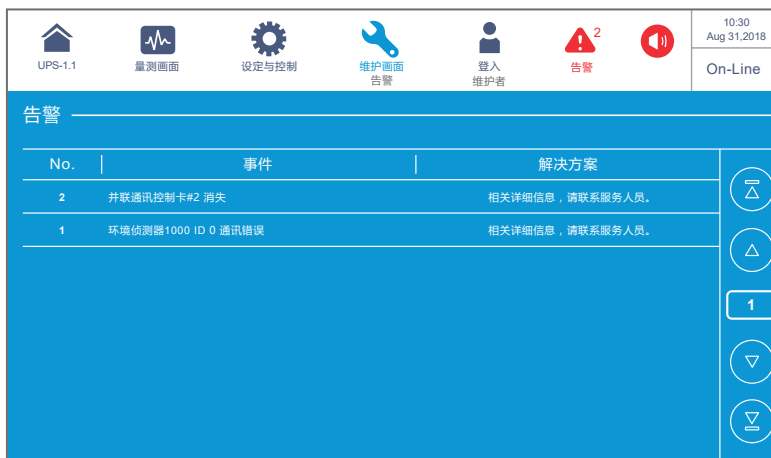 UPS-1.1
量测画面
设定与控制
维护画面
告警
登入
维护者
2
告警
10:30
Aug 31,2018
On-Line
告警
No. 事件 解决方案
2 并联通讯控制卡#2 消失 相关详细信息，请联系服务人员。
1 环境侦测器1000 ID 0 通讯错误 相关详细信息，请联系服务人员。
1